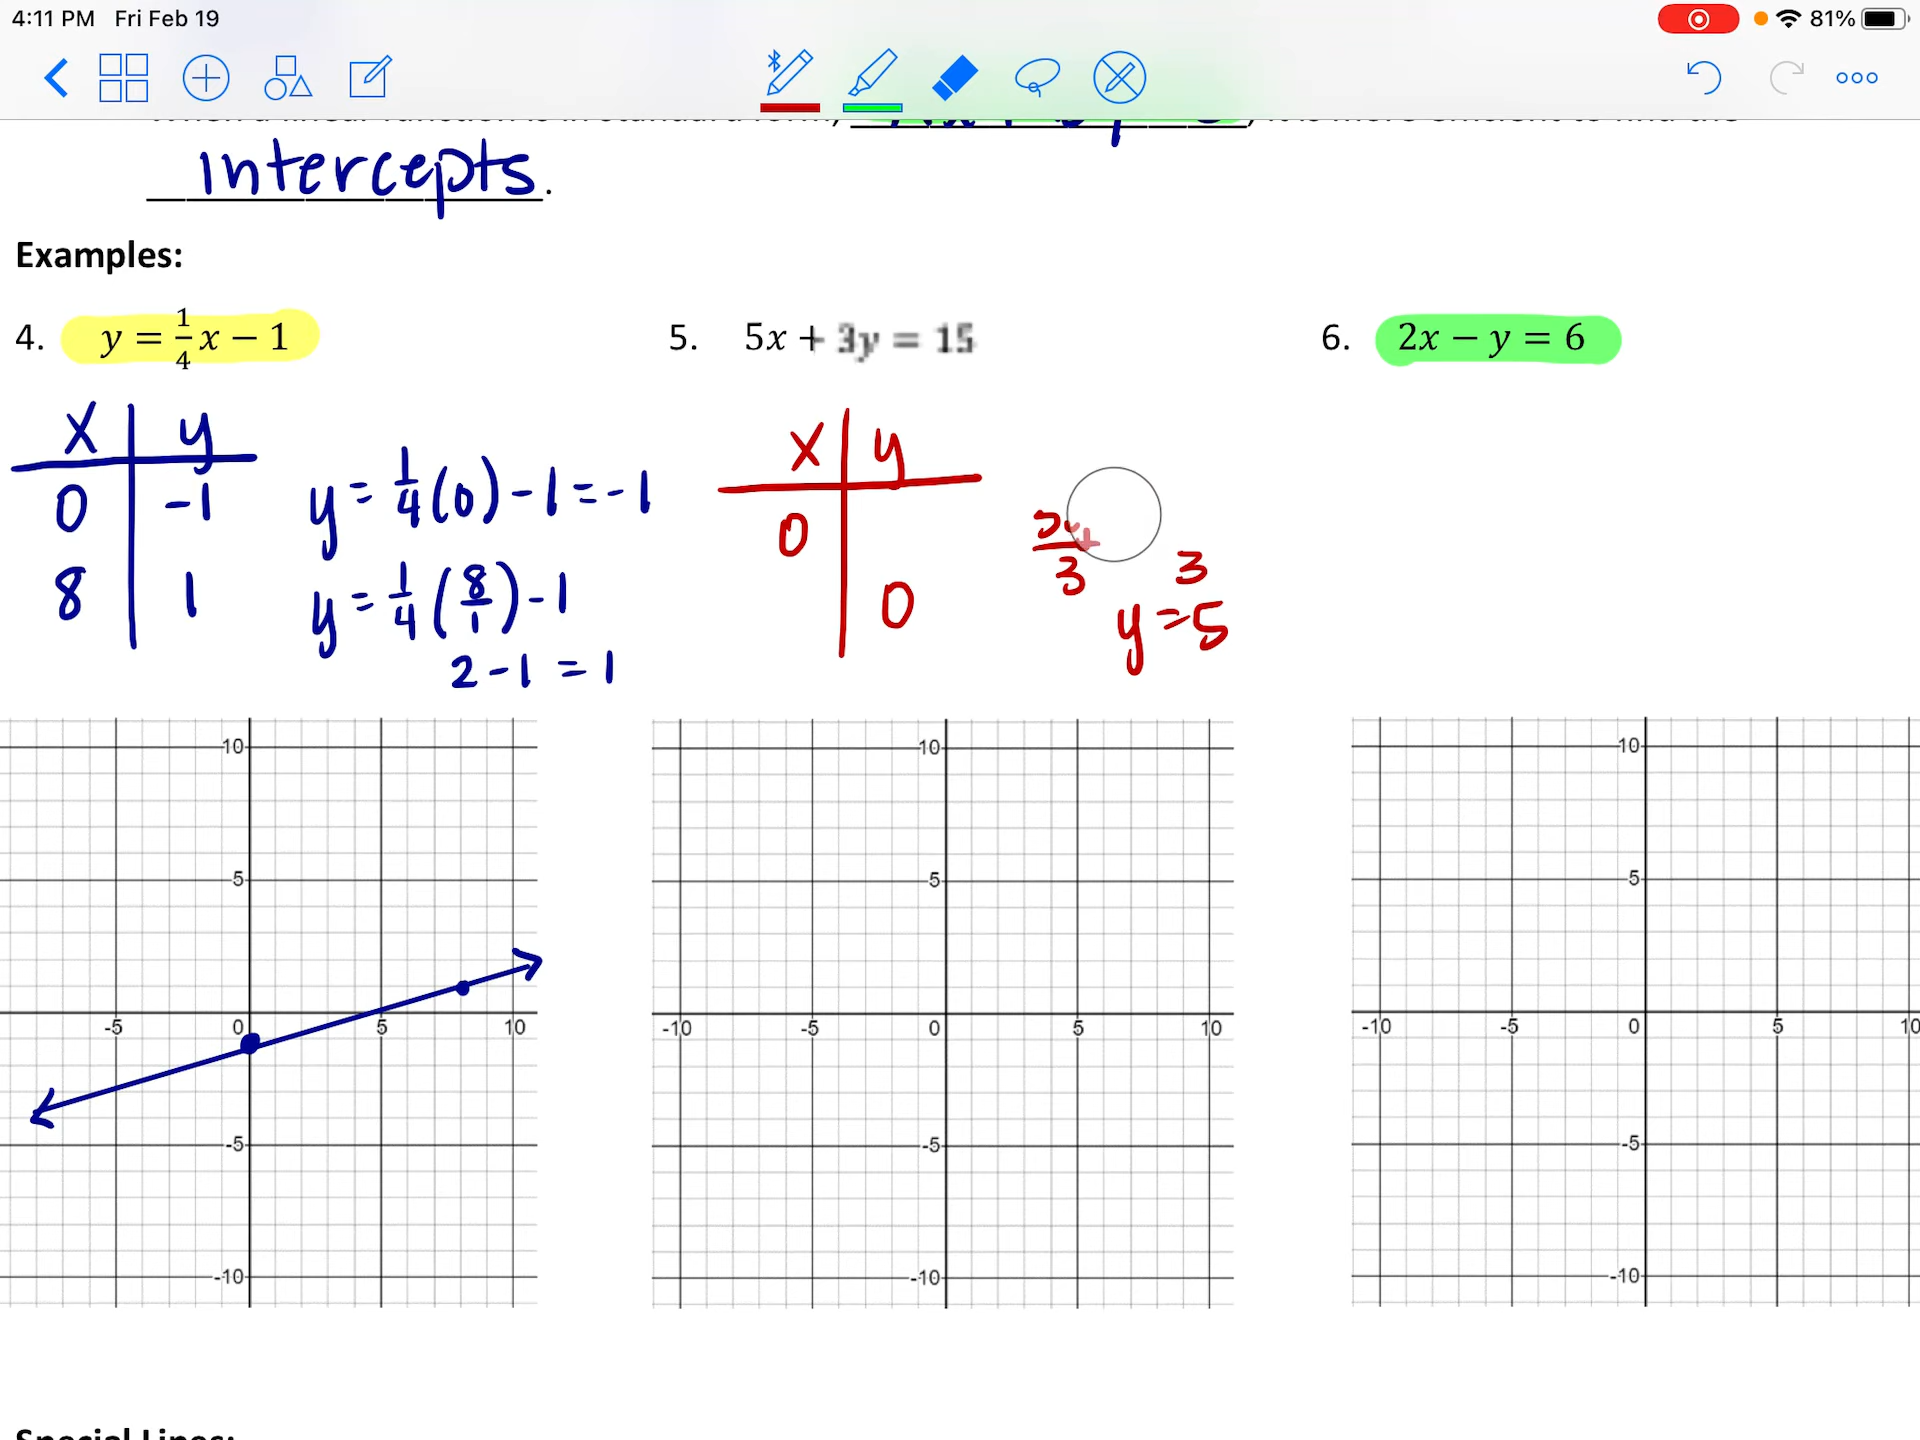 4:11 PM Fri Feb 19 81%
intercepts.
Examples:
4. y = 1/4 x − 1
5. 5x + 3y = 15
6. 2x − y = 6
x y
0 -1
8 1
y = 1/4 (0) - 1 = -1
y = 1/4 (8/1) - 1
2 - 1 = 1
x y
0
0
3
3
y = 5
10
5
-5 0 5 10
-5
-10
10
5
-10 -5 0 5 10
-5
-10
10
5
-10 -5 0 5 10
-5
-10